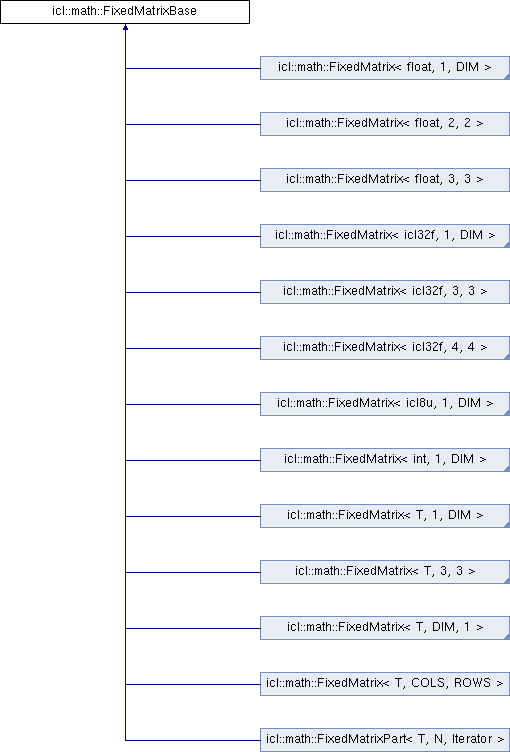 icl::math::FixedMatrixBase
icl::math::FixedMatrix< float, 1, DIM >
icl::math::FixedMatrix< float, 2, 2 >
icl::math::FixedMatrix< float, 3, 3 >
icl::math::FixedMatrix< icl32f, 1, DIM >
icl::math::FixedMatrix< icl32f, 3, 3 >
icl::math::FixedMatrix< icl32f, 4, 4 >
icl::math::FixedMatrix< icl8u, 1, DIM >
icl::math::FixedMatrix< int, 1, DIM >
icl::math::FixedMatrix< T, 1, DIM >
icl::math::FixedMatrix< T, 3, 3 >
icl::math::FixedMatrix< T, DIM, 1 >
icl::math::FixedMatrix< T, COLS, ROWS >
icl::math::FixedMatrixPart< T, N, Iterator >